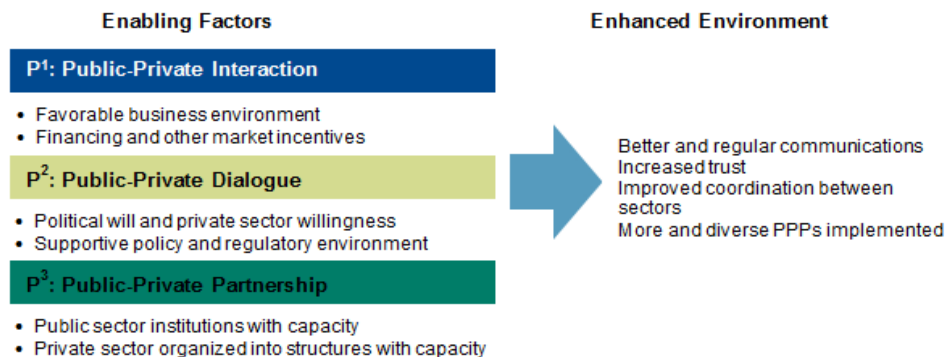 Enabling Factors
Enhanced Environment
P¹: Public-Private Interaction
• Favorable business environment
• Financing and other market incentives
P²: Public-Private Dialogue
• Political will and private sector willingness
• Supportive policy and regulatory environment
P³: Public-Private Partnership
• Public sector institutions with capacity
• Private sector organized into structures with capacity
Better and regular communications
Increased trust
Improved coordination between
sectors
More and diverse PPPs implemented